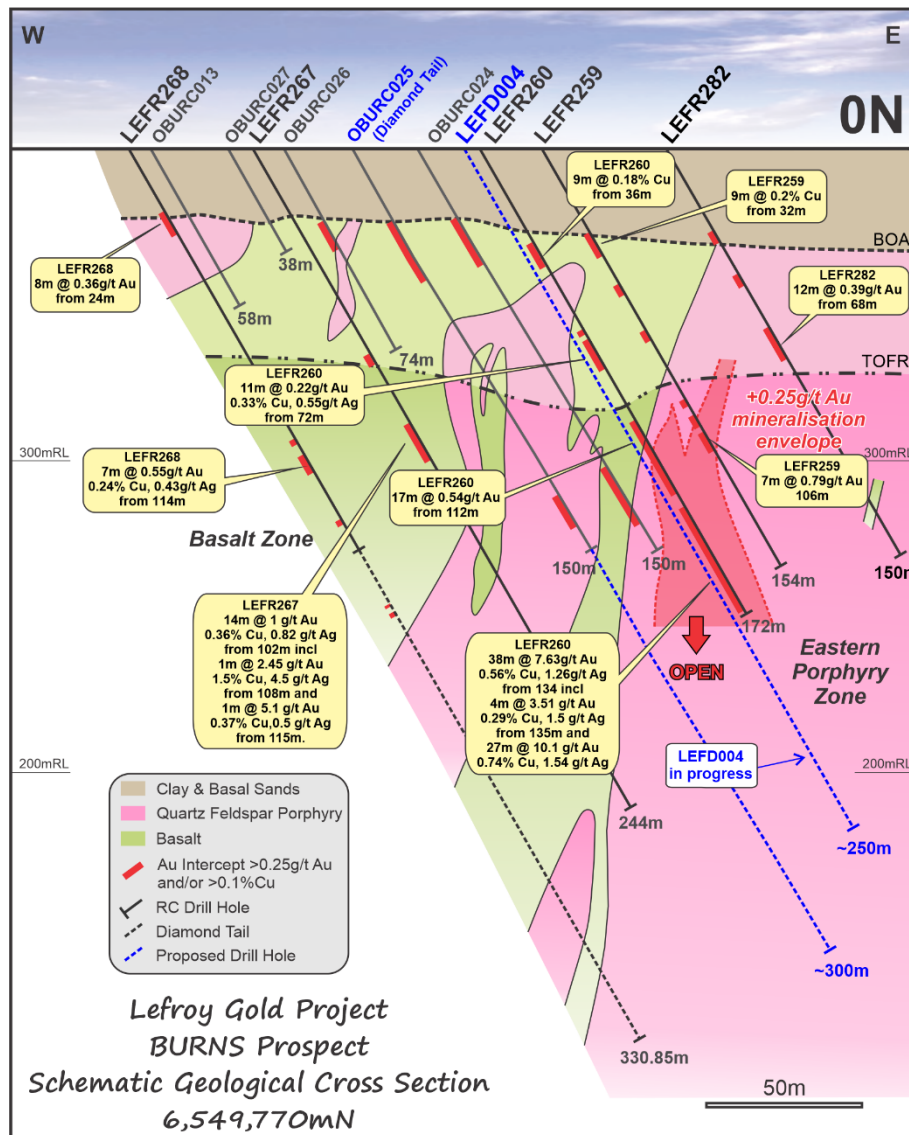 W
E
0N
LEFR268
OBURC013
OBURC027
LEFR267
OBURC026
OBURC025
(Diamond Tail)
OBURC024
LEFD004
LEFR260
LEFR259
LEFR282
LEFR260
9m @ 0.18% Cu
from 36m
LEFR259
9m @ 0.2% Cu
from 32m
BOA
LEFR268
8m @ 0.36g/t Au
from 24m
38m
58m
74m
LEFR282
12m @ 0.39g/t Au
from 68m
TOFR
LEFR260
11m @ 0.22g/t Au
0.33% Cu, 0.55g/t Ag
from 72m
+0.25g/t Au
mineralisation
envelope
300mRL
300mRL
LEFR268
7m @ 0.55g/t Au
0.24% Cu, 0.43g/t Ag
from 114m
LEFR260
17m @ 0.54g/t Au
from 112m
LEFR259
7m @ 0.79g/t Au
106m
Basalt Zone
150m
150m
154m
150m
LEFR267
14m @ 1 g/t Au
0.36% Cu, 0.82 g/t Ag
from 102m incl
1m @ 2.45 g/t Au
1.5% Cu, 4.5 g/t Ag
from 108m and
1m @ 5.1 g/t Au
0.37% Cu,0.5 g/t Ag
from 115m.
172m
LEFR260
38m @ 7.63g/t Au
0.56% Cu, 1.26g/t Ag
from 134 incl
4m @ 3.51 g/t Au
0.29% Cu, 1.5 g/t Ag
from 135m and
27m @ 10.1 g/t Au
0.74% Cu, 1.54 g/t Ag
OPEN
Eastern
Porphyry
Zone
LEFD004
in progress
200mRL
200mRL
Clay & Basal Sands
Quartz Feldspar Porphyry
Basalt
Au Intercept >0.25g/t Au
and/or >0.1%Cu
RC Drill Hole
Diamond Tail
Proposed Drill Hole
244m
~250m
~300m
330.85m
Lefroy Gold Project
BURNS Prospect
Schematic Geological Cross Section
6,549,770mN
50m